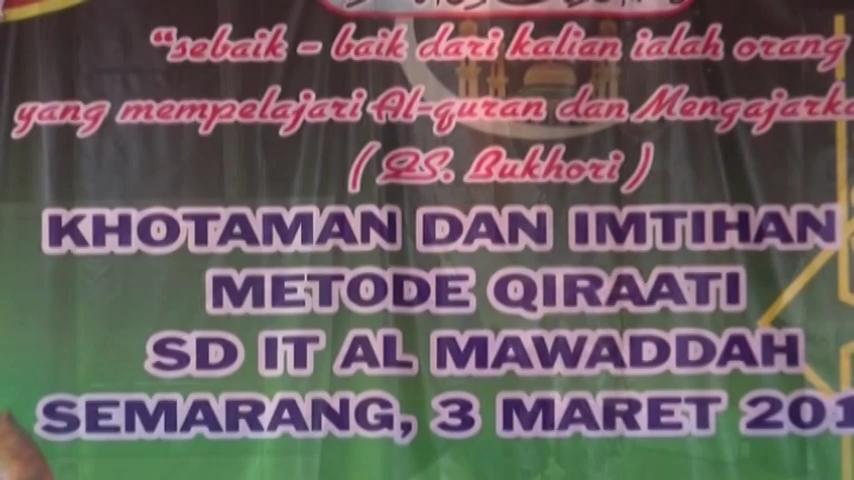 "sebaik - baik dari kalian ialah orang
yang mempelajari Al-quran dan Mengajarka
( QS. Bukhori )
KHOTAMAN DAN IMTIHAN
METODE QIRAATI
SD IT AL MAWADDAH
SEMARANG, 3 MARET 201